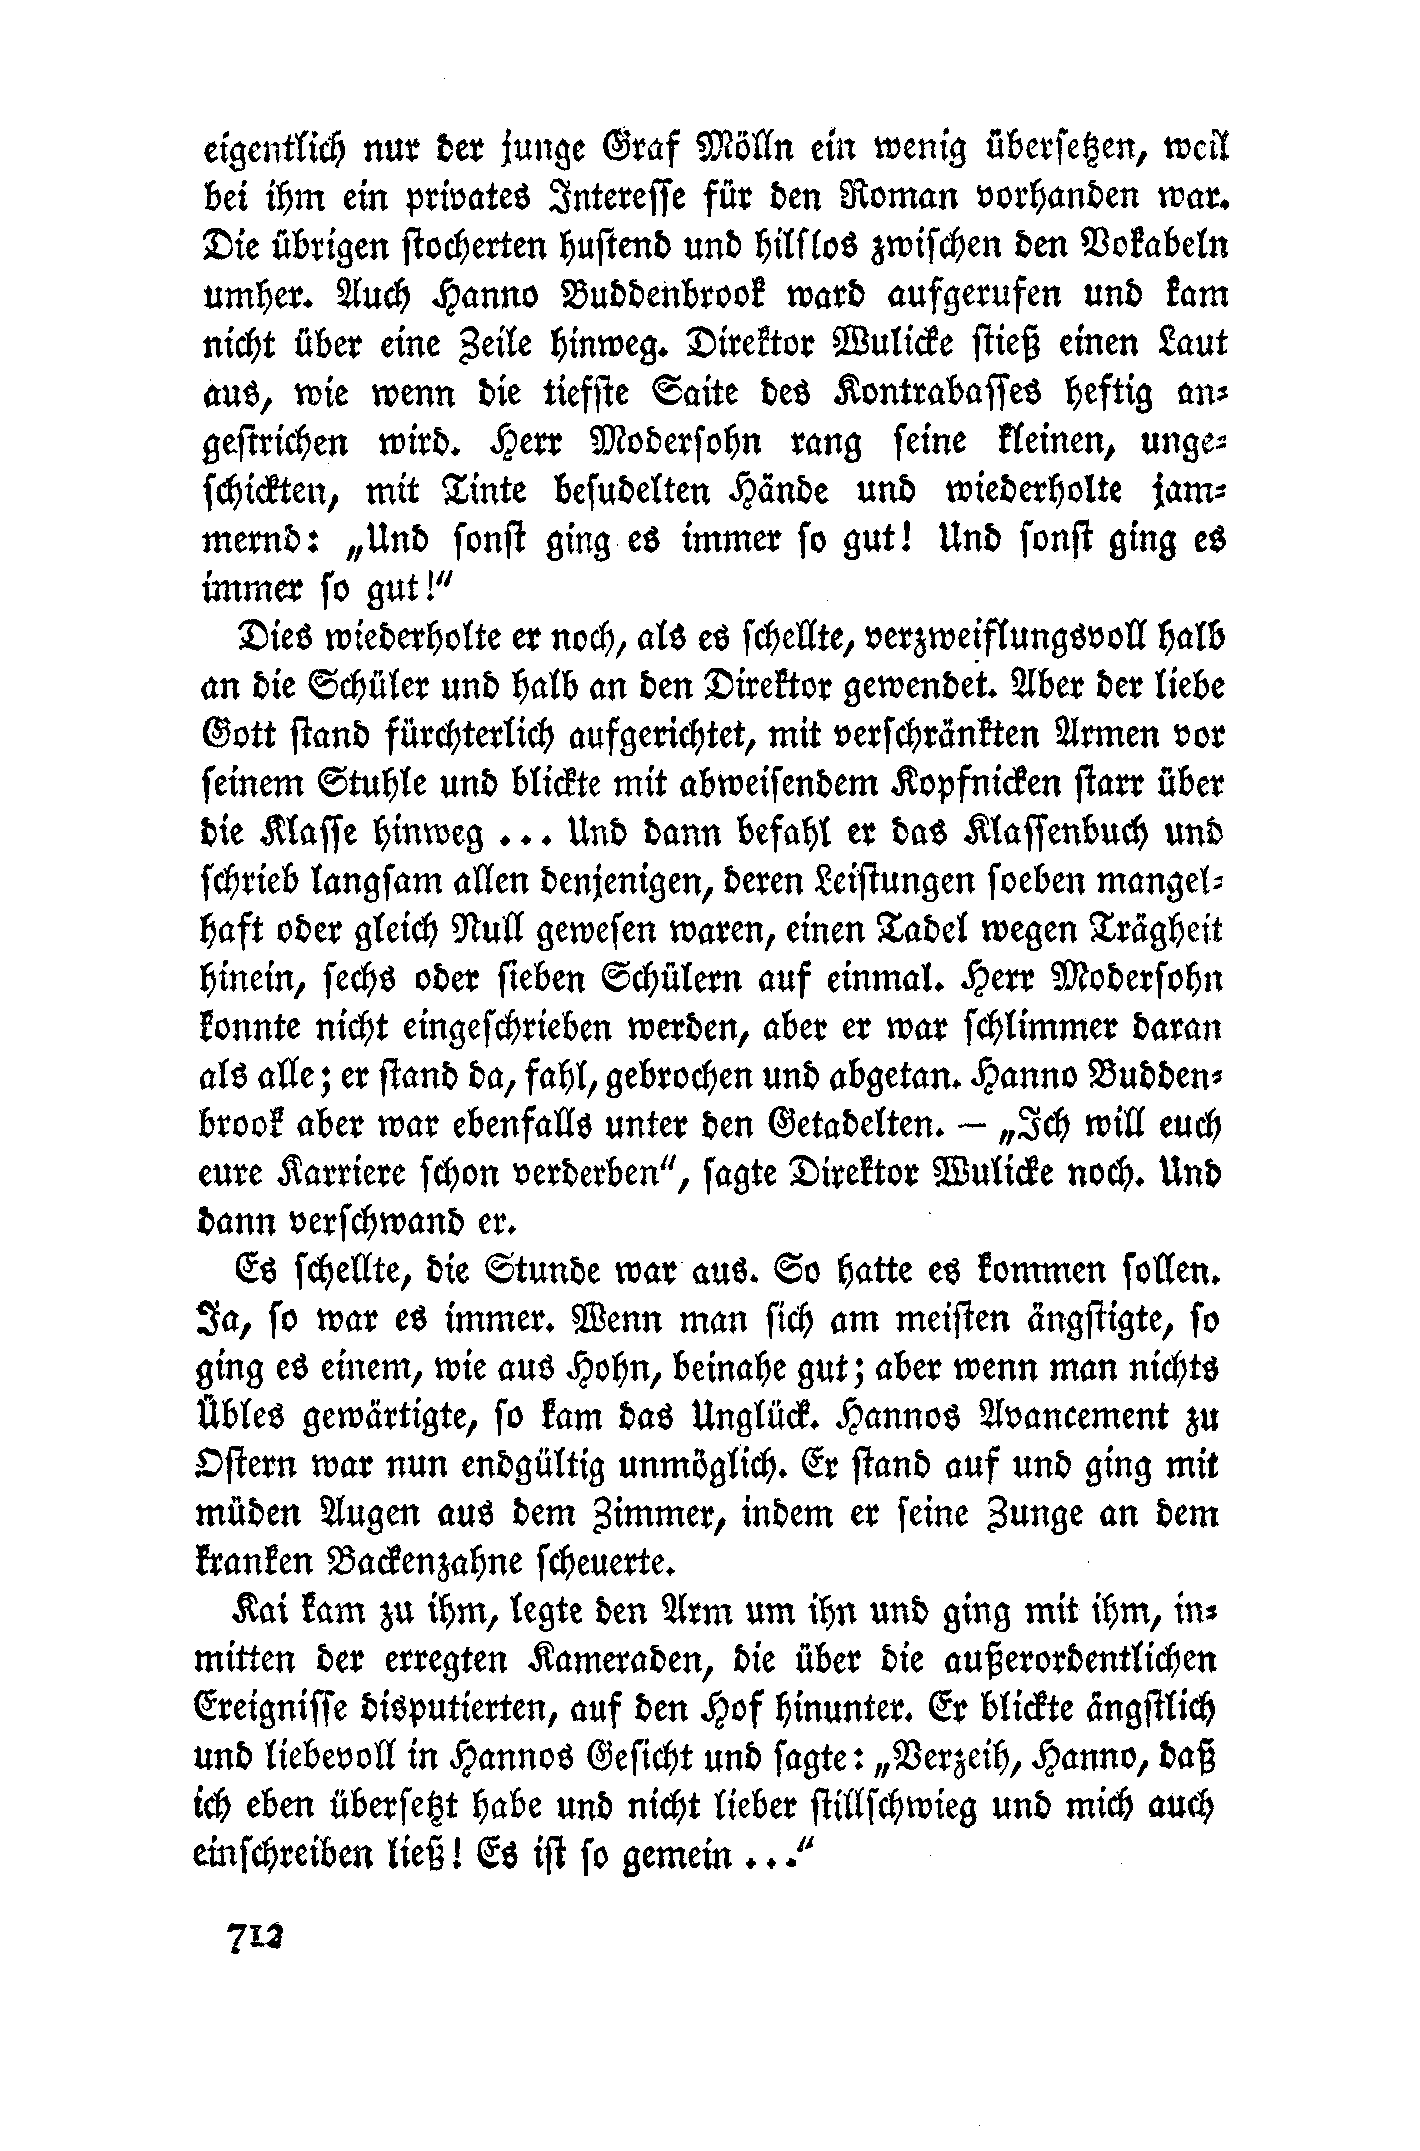 eigentlich nur der junge Graf Mölln ein wenig übersetzen, weil
bei ihm ein privates Interesse für den Roman vorhanden war.
Die übrigen stocherten hustend und hilflos zwischen den Vokabeln
umher. Auch Hanno Buddenbrook ward aufgerufen und kam
nicht über eine Zeile hinweg. Direktor Wulicke stieß einen Laut
aus, wie wenn die tiefste Saite des Kontrabasses heftig an-
gestrichen wird. Herr Modersohn rang seine kleinen, unge-
schickten, mit Tinte besudelten Hände und wiederholte jam-
mernd: „Und sonst ging es immer so gut! Und sonst ging es
immer so gut!“
Dies wiederholte er noch, als es schellte, verzweiflungsvoll halb
an die Schüler und halb an den Direktor gewendet. Aber der liebe
Gott stand fürchterlich aufgerichtet, mit verschränkten Armen vor
seinem Stuhle und blickte mit abweisendem Kopfnicken starr über
die Klasse hinweg ... Und dann befahl er das Klassenbuch und
schrieb langsam allen denjenigen, deren Leistungen soeben mangel-
haft oder gleich Null gewesen waren, einen Tadel wegen Trägheit
hinein, sechs oder sieben Schülern auf einmal. Herr Modersohn
konnte nicht eingeschrieben werden, aber er war schlimmer daran
als alle; er stand da, fahl, gebrochen und abgetan. Hanno Budden-
brook aber war ebenfalls unter den Getadelten. — „Ich will euch
eure Karriere schon verderben“, sagte Direktor Wulicke noch. Und
dann verschwand er.
Es schellte, die Stunde war aus. So hatte es kommen sollen.
Ja, so war es immer. Wenn man sich am meisten ängstigte, so
ging es einem, wie aus Hohn, beinahe gut; aber wenn man nichts
Übles gewärtigte, so kam das Unglück. Hannos Avancement zu
Ostern war nun endgültig unmöglich. Er stand auf und ging mit
müden Augen aus dem Zimmer, indem er seine Zunge an dem
kranken Backenzahne scheuerte.
Kai kam zu ihm, legte den Arm um ihn und ging mit ihm, in-
mitten der erregten Kameraden, die über die außerordentlichen
Ereignisse disputierten, auf den Hof hinunter. Er blickte ängstlich
und liebevoll in Hannos Gesicht und sagte: „Verzeih, Hanno, daß
ich eben übersetzt habe und nicht lieber stillschwieg und mich auch
einschreiben ließ! Es ist so gemein ...“
712